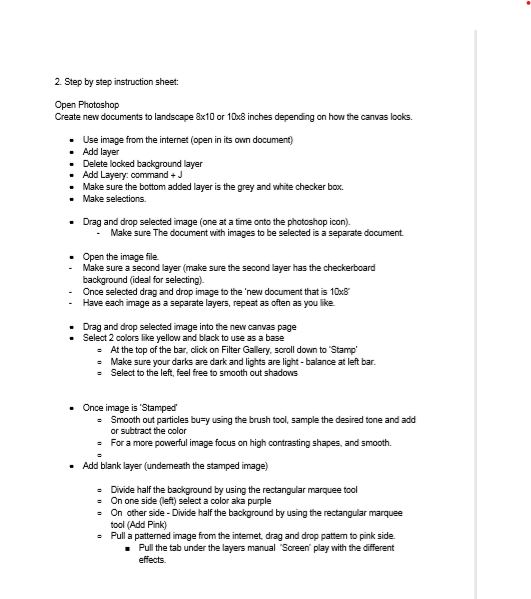 2. Step by step instruction sheet:
Open Photoshop
Create new documents to landscape 8x10 or 10x8 inches depending on how the canvas looks.
• Use image from the internet (open in its own document)
• Add layer
• Delete locked background layer
• Add Layery: command + J
• Make sure the bottom added layer is the grey and white checker box.
• Make selections.
• Drag and drop selected image (one at a time onto the photoshop icon).
- Make sure The document with images to be selected is a separate document.
• Open the image file.
- Make sure a second layer (make sure the second layer has the checkerboard
background (ideal for selecting).
- Once selected drag and drop image to the 'new document that is 10x8'
- Have each image as a separate layers, repeat as often as you like.
• Drag and drop selected image into the new canvas page
• Select 2 colors like yellow and black to use as a base
○ At the top of the bar, click on Filter Gallery, scroll down to 'Stamp'
○ Make sure your darks are dark and lights are light - balance at left bar.
○ Select to the left, feel free to smooth out shadows
• Once image is 'Stamped'
○ Smooth out particles bu=y using the brush tool, sample the desired tone and add
or subtract the color
○ For a more powerful image focus on high contrasting shapes, and smooth.
○
• Add blank layer (underneath the stamped image)
○ Divide half the background by using the rectangular marquee tool
○ On one side (left) select a color aka purple
○ On  other side - Divide half the background by using the rectangular marquee
tool (Add Pink)
○ Pull a patterned image from the internet, drag and drop pattern to pink side.
■ Pull the tab under the layers manual  'Screen' play with the different
effects.